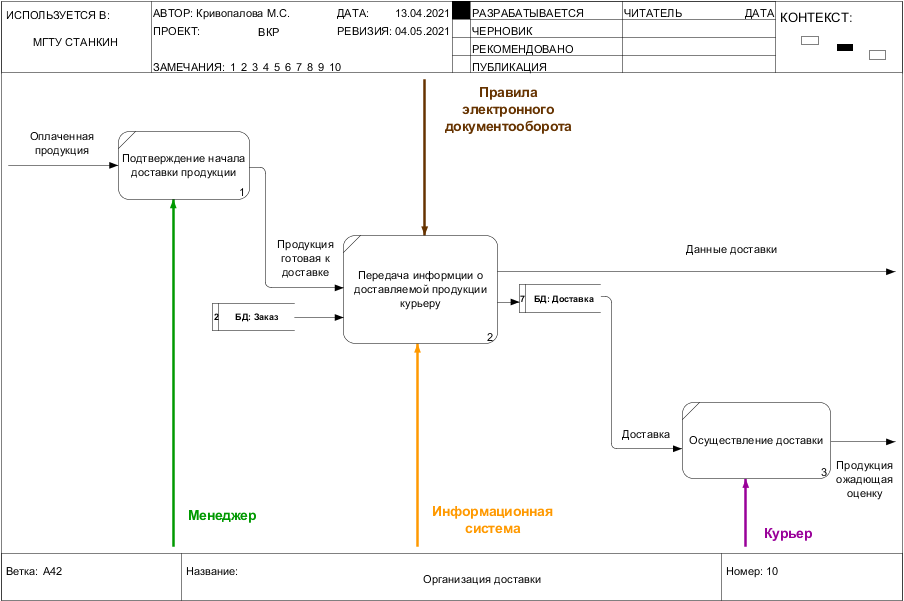 ИСПОЛЬЗУЕТСЯ В:
МГТУ СТАНКИН
АВТОР: Кривопалова М.С.
ДАТА: 13.04.2021
ПРОЕКТ: ВКР
РЕВИЗИЯ: 04.05.2021
ЗАМЕЧАНИЯ: 1 2 3 4 5 6 7 8 9 10
РАЗРАБАТЫВАЕТСЯ
ЧЕРНОВИК
РЕКОМЕНДОВАНО
ПУБЛИКАЦИЯ
ЧИТАТЕЛЬ
ДАТА
КОНТЕКСТ:
Правила
электронного
документооборота
Оплаченная
продукция
Подтверждение начала
доставки продукции
1
Продукция
готовая к
доставке
Передача информции о
доставляемой продукции
курьеру
2
Данные доставки
2 БД: Заказ
7 БД: Доставка
Доставка
Осуществление доставки
3
Продукция
ожадющая
оценку
Менеджер
Информационная
система
Курьер
Ветка: A42
Название:
Организация доставки
Номер: 10